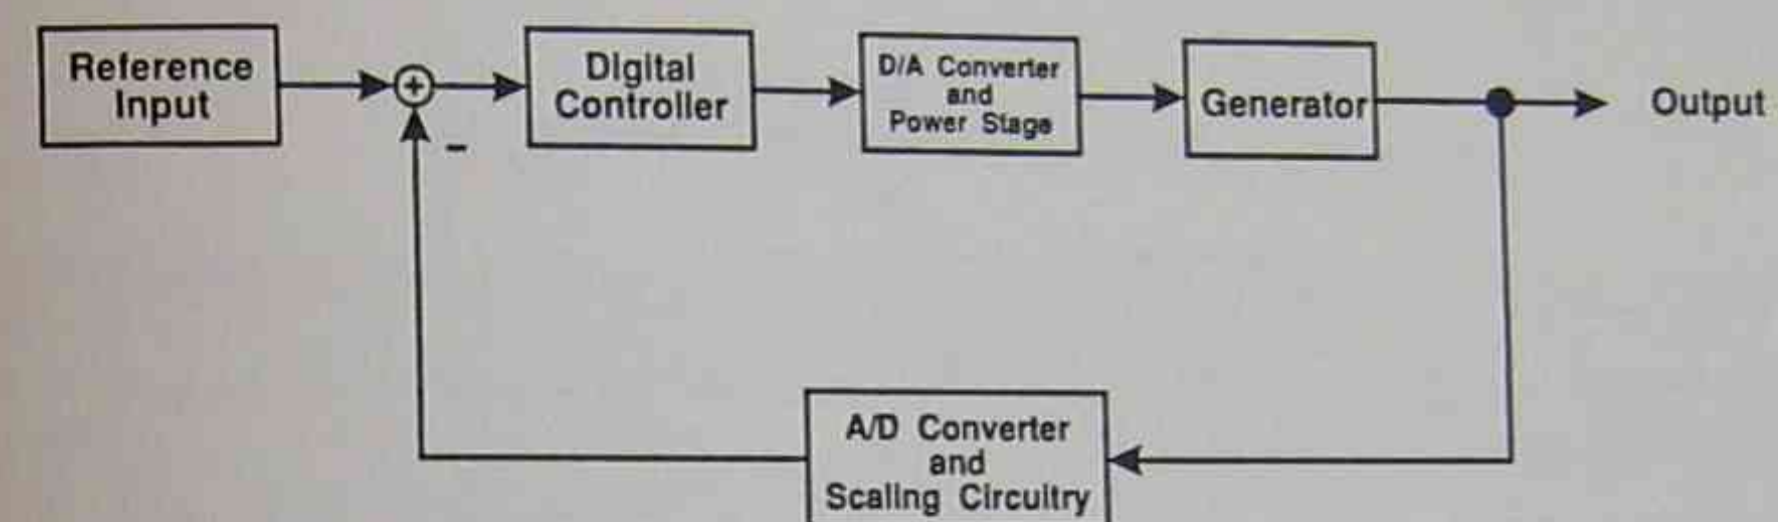 Reference
Input
+
-
Digital
Controller
D/A Converter
and
Power Stage
Generator
Output
A/D Converter
and
Scaling Circuitry